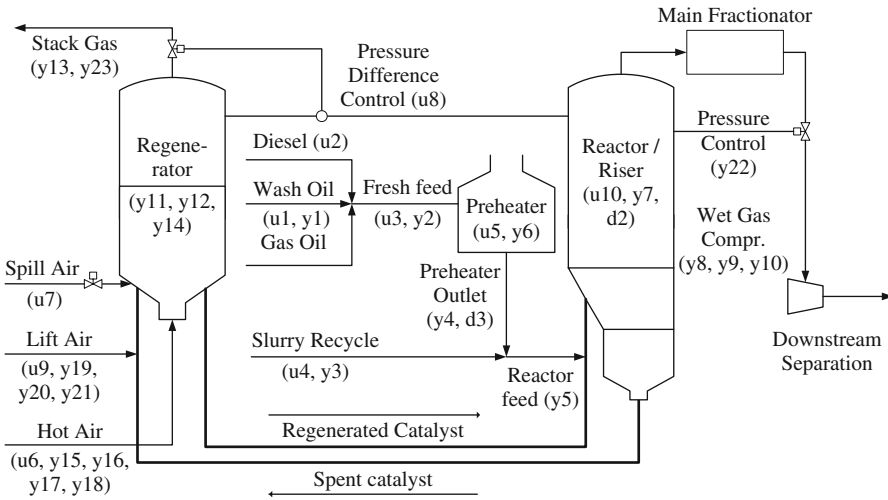 Main Fractionator
Stack Gas
(y13, y23)
Pressure
Difference
Control (u8)
Pressure
Control
(y22)
Regene-
rator
(y11, y12,
y14)
Diesel (u2)
Wash Oil
(u1, y1)
Gas Oil
Fresh feed
(u3, y2)
Preheater
(u5, y6)
Reactor /
Riser
(u10, y7,
d2)
Wet Gas
Compr.
(y8, y9, y10)
Spill Air
(u7)
Preheater
Outlet
(y4, d3)
Lift Air
(u9, y19,
y20, y21)
Slurry Recycle
(u4, y3)
Reactor
feed (y5)
Downstream
Separation
Hot Air
(u6, y15, y16,
y17, y18)
Regenerated Catalyst
Spent catalyst